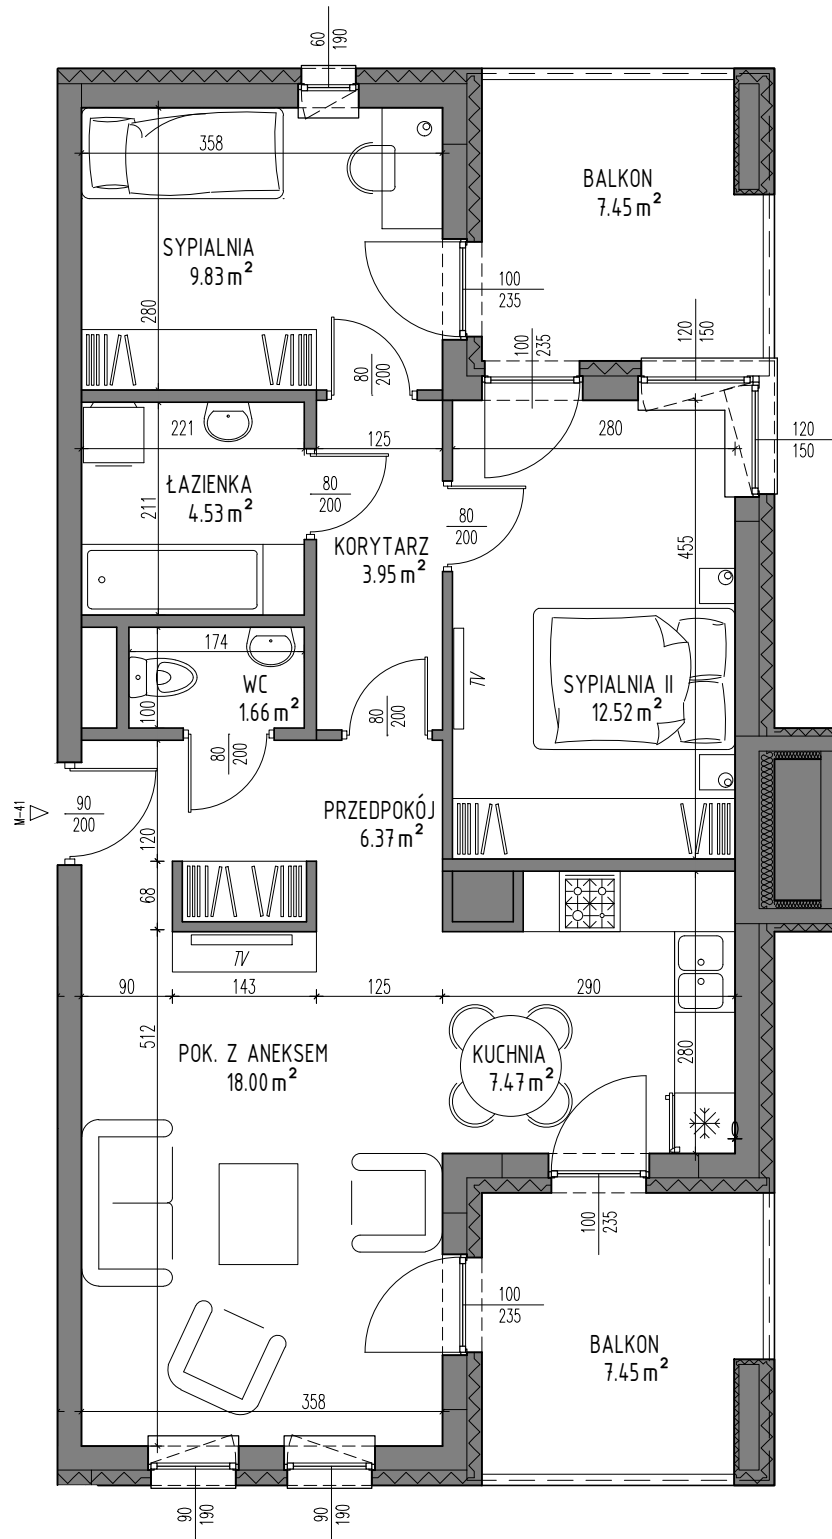 60
190
358
BALKON
7.45 m²
SYPIALNIA
9.83 m²
280
100
235
120
150
100
235
80
200
221
125
280
120
150
ŁAZIENKA
4.53 m²
211
80
200
80
200
KORYTARZ
3.95 m²
455
174
WC
1.66 m²
100
TV
SYPIALNIA II
12.52 m²
80
200
80
200
M-41
90
200
PRZEDPOKÓJ
6.37 m²
120
68
TV
90
143
125
290
512
POK. Z ANEKSEM
18.00 m²
KUCHNIA
7.47 m²
280
100
235
100
235
BALKON
7.45 m²
358
90
190
90
190